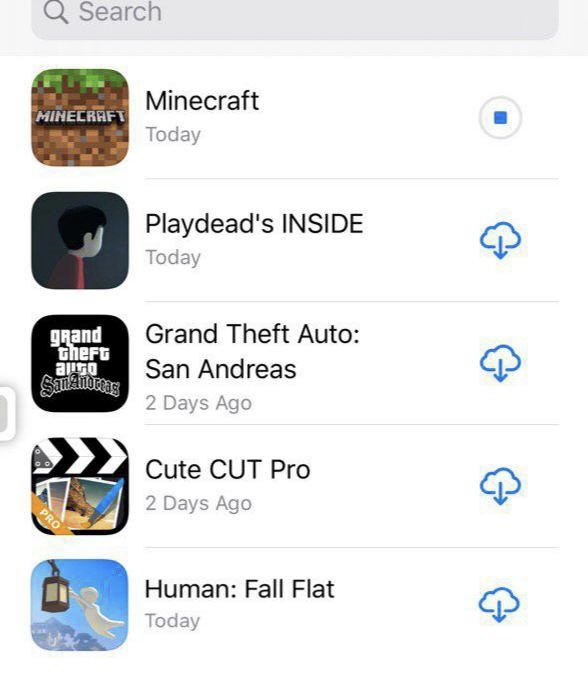 Search
MINECRAFT
Minecraft
Today
Playdead's INSIDE
Today
grand
theft
auto
San Andreas
Grand Theft Auto:
San Andreas
2 Days Ago
PRO
Cute CUT Pro
2 Days Ago
Human: Fall Flat
Today